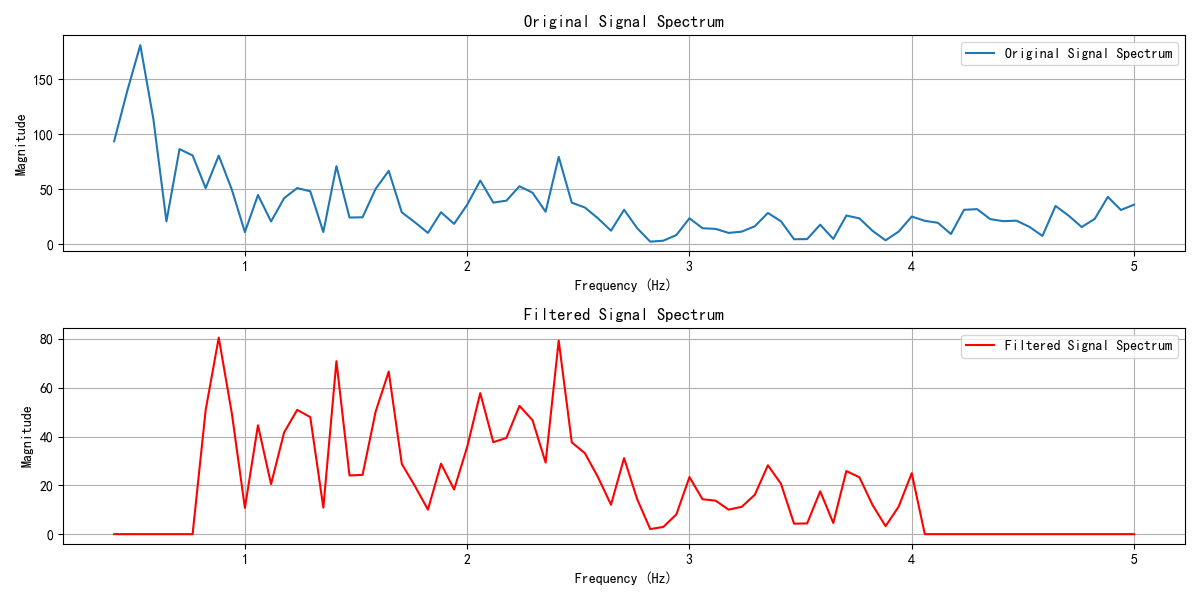 Original Signal Spectrum
Original Signal Spectrum
150
100
50
0
Magnitude
1 2 3 4 5
Frequency (Hz)
Filtered Signal Spectrum
Filtered Signal Spectrum
80
60
40
20
0
Magnitude
1 2 3 4 5
Frequency (Hz)